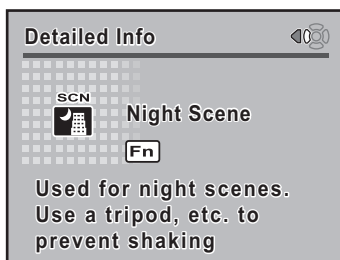 Detailed Info
SCN
Night Scene
Fn
Used for night scenes.
Use a tripod, etc. to
prevent shaking